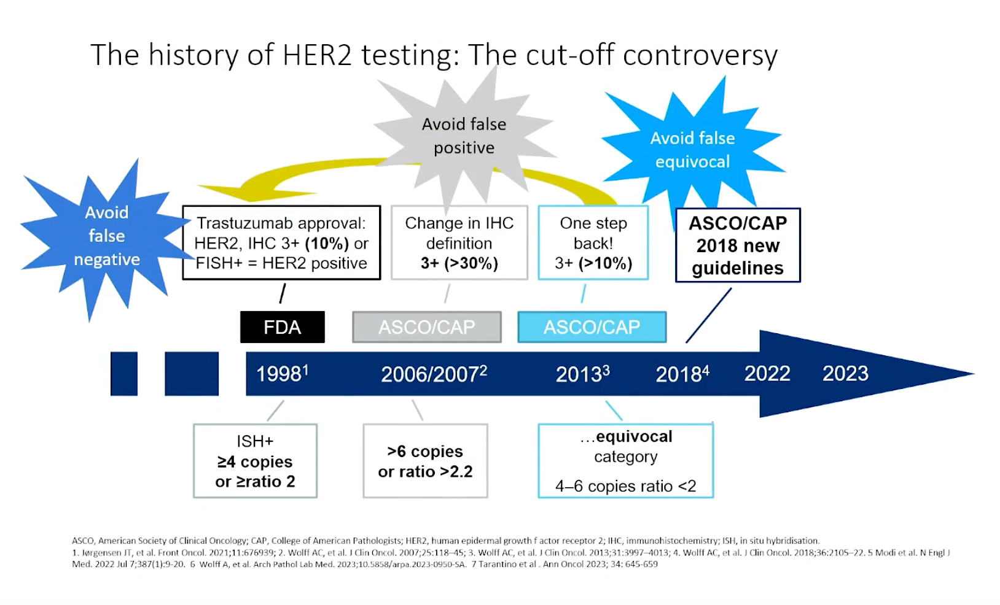 The history of HER2 testing: The cut-off controversy
Avoid false
positive
Avoid false
equivocal
Avoid
false
negative
Trastuzumab approval:
HER2, IHC 3+ (10%) or
FISH+ = HER2 positive
Change in IHC
definition
3+ (>30%)
One step
back!
3+ (>10%)
ASCO/CAP
2018 new
guidelines
FDA
ASCO/CAP
ASCO/CAP
1998¹
2006/2007²
2013³
2018⁴
2022
2023
ISH+
≥4 copies
or ≥ratio 2
>6 copies
or ratio >2.2
…equivocal
category
4–6 copies ratio <2
ASCO, American Society of Clinical Oncology; CAP, College of American Pathologists; HER2, human epidermal growth f actor receptor 2; IHC, immunohistochemistry; ISH, in situ hybridisation.
1. Jørgensen JT, et al. Front Oncol. 2021;11:676939; 2. Wolff AC, et al. J Clin Oncol. 2007;25:118–45; 3. Wolff AC, et al. J Clin Oncol. 2013;31:3997–4013; 4. Wolff AC, et al. J Clin Oncol. 2018;36:2105–22. 5 Modi et al. N Engl J
Med. 2022 Jul 7;387(1):9-20. 6 Wolff A, et al. Arch Pathol Lab Med. 2023;10.5858/arpa.2023-0950-SA. 7 Tarantino et al . Ann Oncol 2023; 34: 645-659